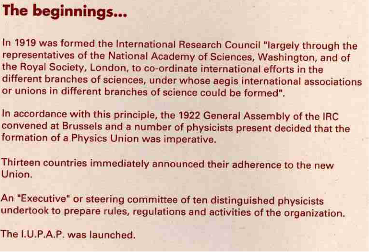 The beginnings...
In 1919 was formed the International Research Council "largely through the
representatives of the National Academy of Sciences, Washington, and of
the Royal Society, London, to co-ordinate international efforts in the
different branches of sciences, under whose aegis international associations
or unions in different branches of science could be formed".
In accordance with this principle, the 1922 General Assembly of the IRC
convened at Brussels and a number of physicists present decided that the
formation of a Physics Union was imperative.
Thirteen countries immediately announced their adherence to the new
Union.
An "Executive" or steering committee of ten distinguished physicists
undertook to prepare rules, regulations and activities of the organization.
The I.U.P.A.P. was launched.